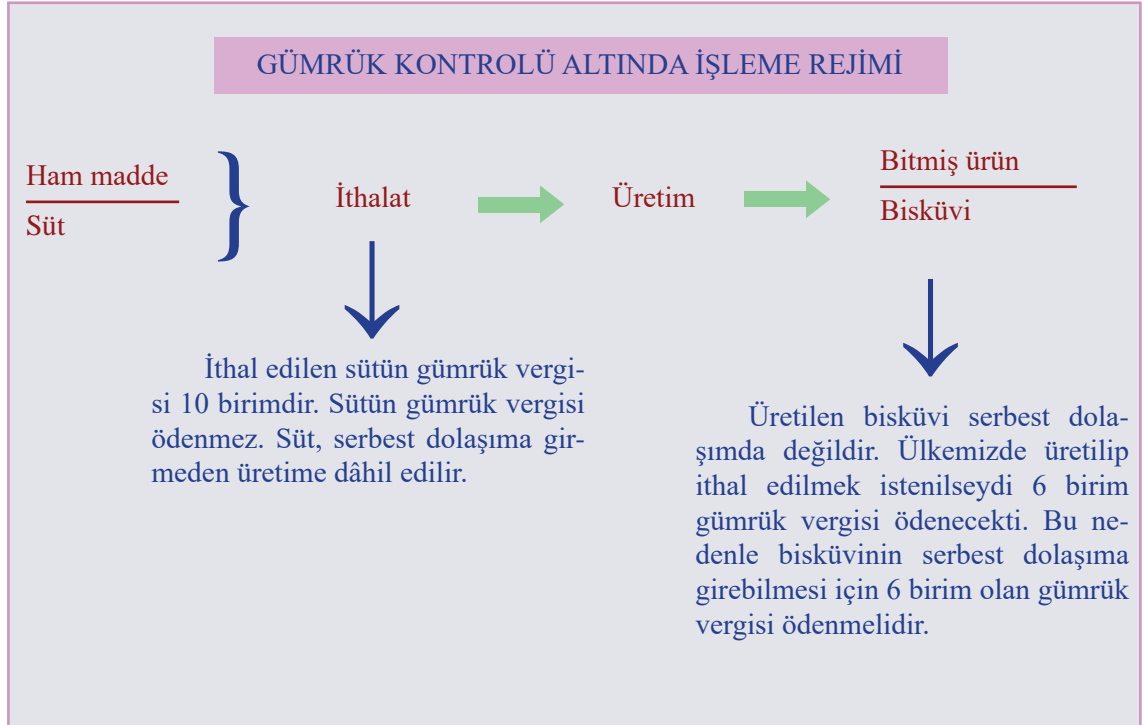 GÜMRÜK KONTROLÜ ALTINDA İŞLEME REJİMİ
Ham madde
Süt
}
İthalat
Üretim
Bitmiş ürün
Bisküvi
İthal edilen sütün gümrük vergi-
si 10 birimdir. Sütün gümrük vergisi
ödenmez. Süt, serbest dolaşıma gir-
meden üretime dâhil edilir.
Üretilen bisküvi serbest dola-
şımda değildir. Ülkemizde üretilip
ithal edilmek istenilseydi 6 birim
gümrük vergisi ödenecekti. Bu ne-
denle bisküvinin serbest dolaşıma
girebilmesi için 6 birim olan gümrük
vergisi ödenmelidir.